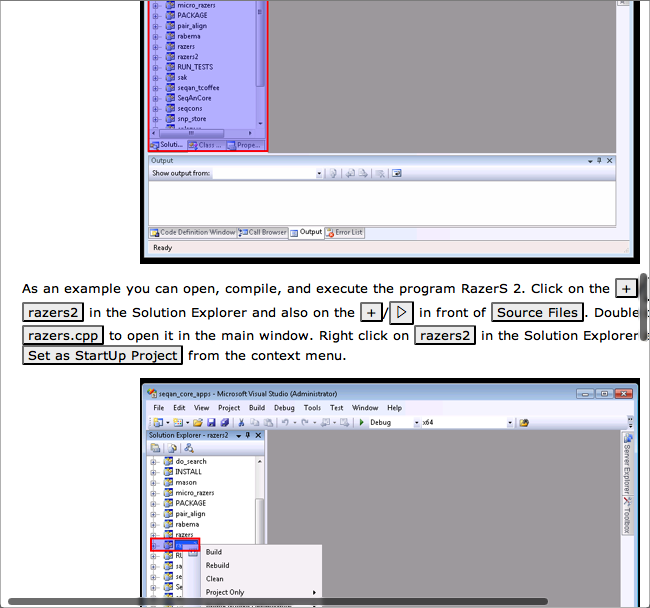 micro_razers
PACKAGE
pair_align
rabema
razers
razers2
RUN_TESTS
sak
seqan_tcoffee
SeqAnCore
seqcons
snp_store
Soluti... Class ... Prope...
Output
Show output from:
Code Definition Window Call Browser Output Error List
Ready
As an example you can open, compile, and execute the program RazerS 2. Click on the +
razers2 in the Solution Explorer and also on the +/▷ in front of Source Files. Double
razers.cpp to open it in the main window. Right click on razers2 in the Solution Explorer
Set as StartUp Project from the context menu.
seqan_core_apps - Microsoft Visual Studio (Administrator)
File Edit View Project Build Debug Tools Test Window Help
Debug x64
Solution Explorer - razers2
Server Explorer
Toolbox
do_search
INSTALL
mason
micro_razers
PACKAGE
pair_align
rabema
razers
Build
Rebuild
Clean
Project Only